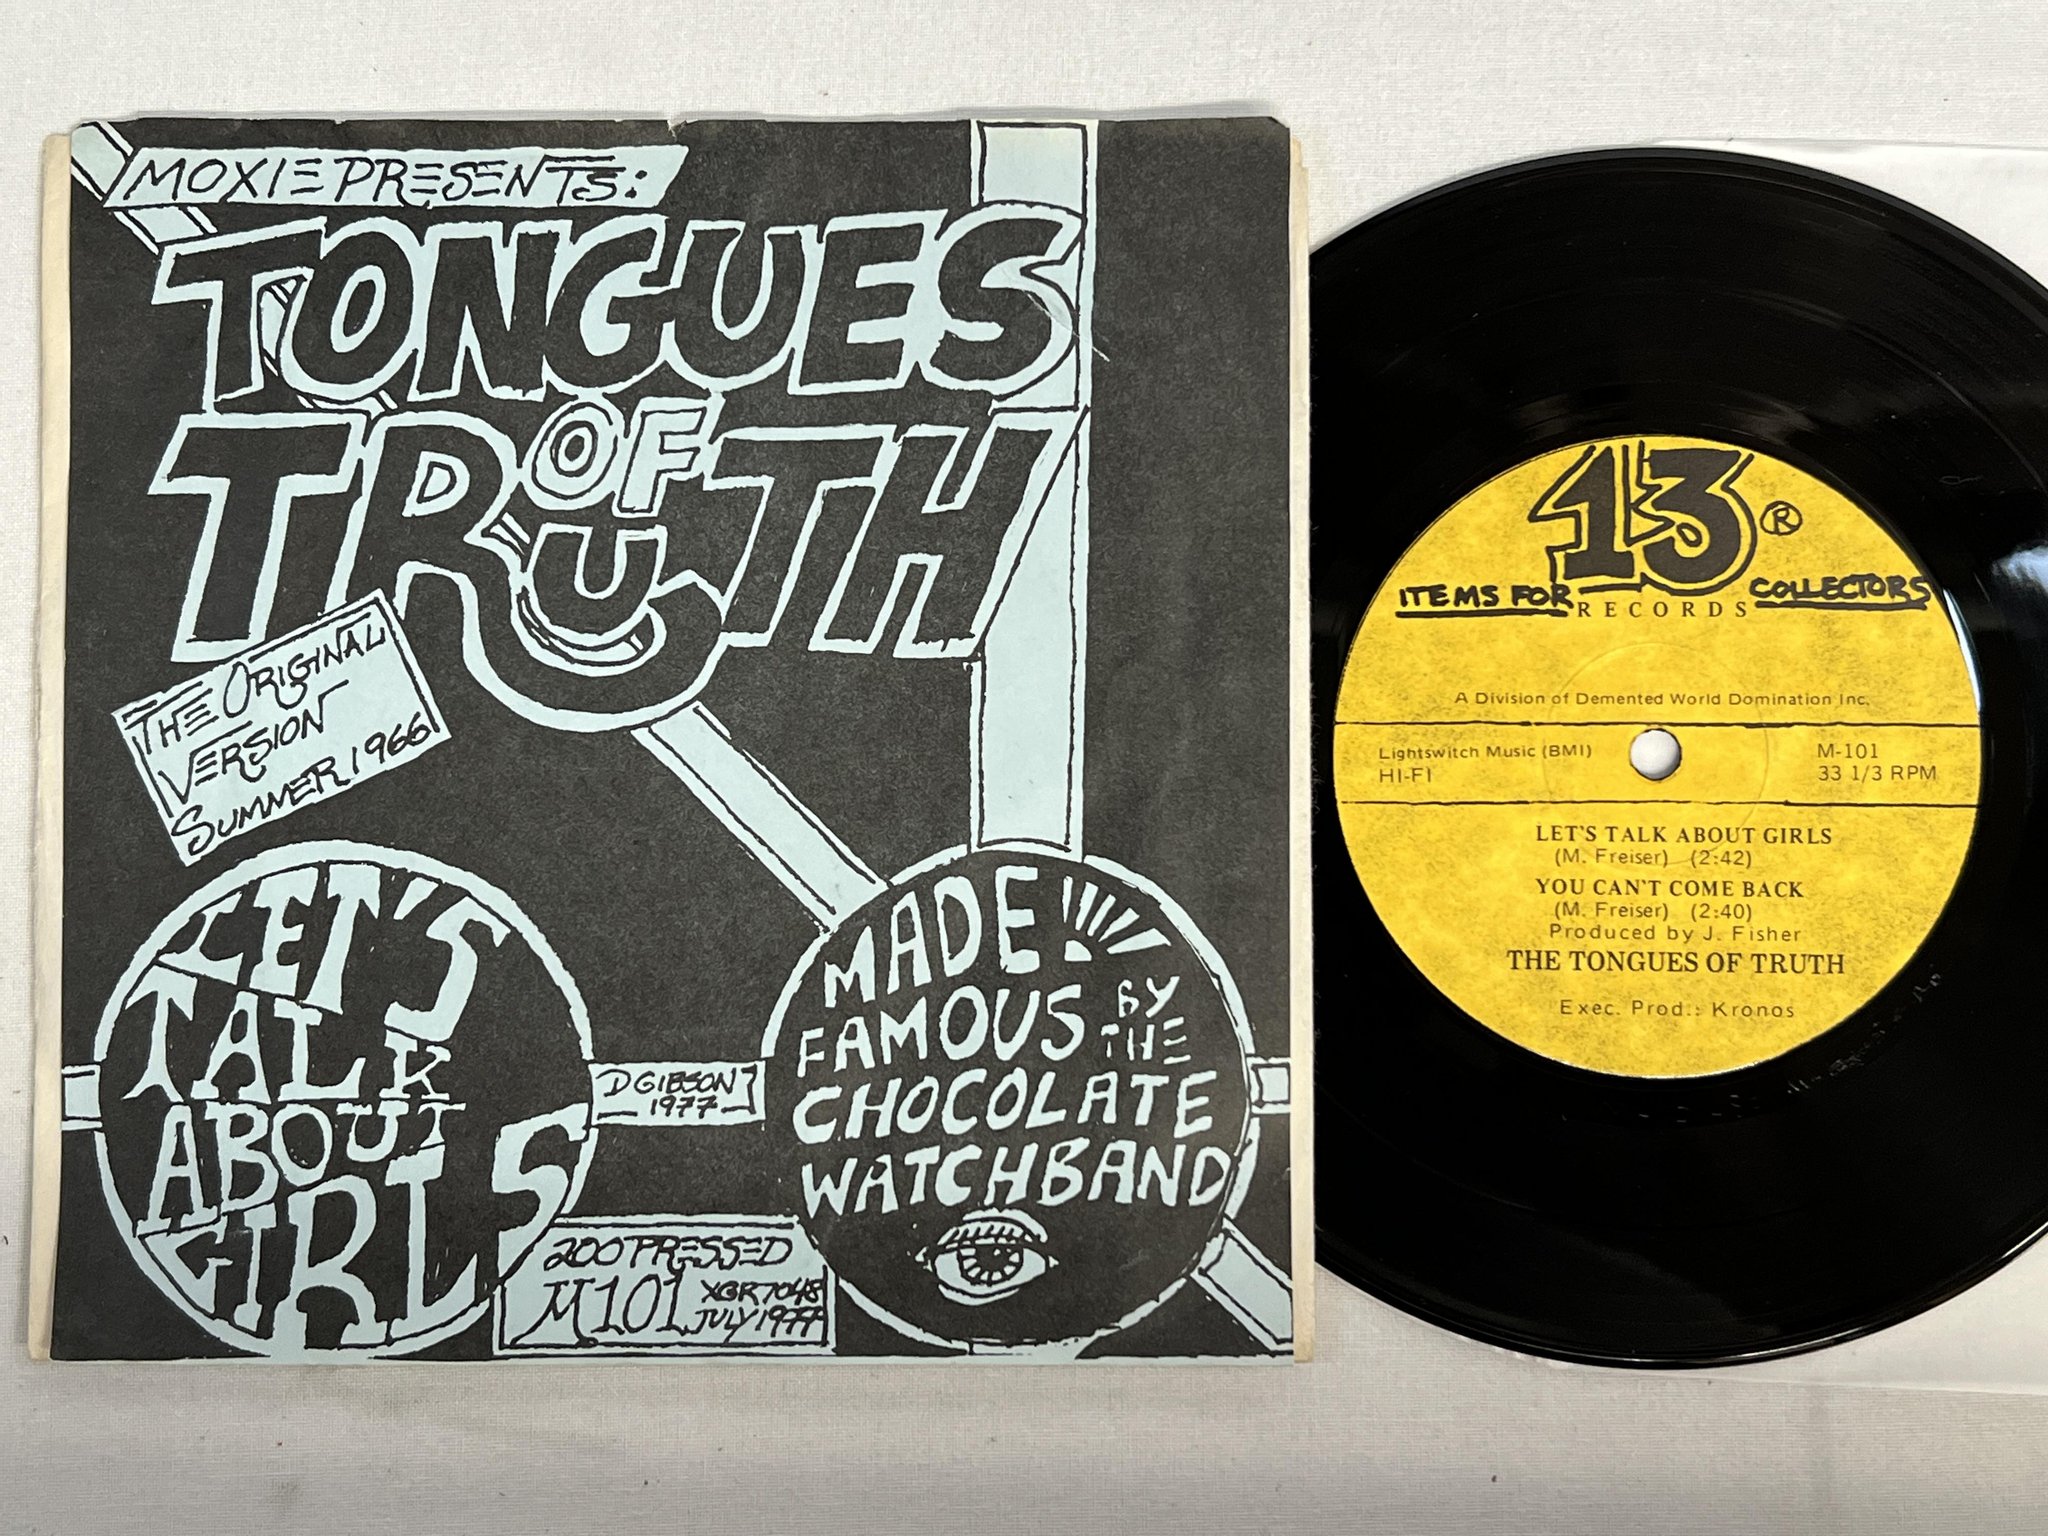 MOXIE PRESENTS:
TONGUES
OF
TRUTH
THE ORIGINAL
VERSION
SUMMER 1966
LET'S
TALK
ABOUT
GIRLS
D GIBSON
1977
MADE
FAMOUS BY
THE
CHOCOLATE
WATCHBAND
200 PRESSED
M101 XGR7048
JULY 1977
13 ®
ITEMS FOR COLLECTORS
RECORDS
A Division of Demented World Domination Inc.
Lightswitch Music (BMI)
HI-FI
M-101
33 1/3 RPM
LET'S TALK ABOUT GIRLS
(M. Freiser) (2:42)
YOU CAN'T COME BACK
(M. Freiser) (2:40)
Produced by J. Fisher
THE TONGUES OF TRUTH
Exec. Prod.: Kronos